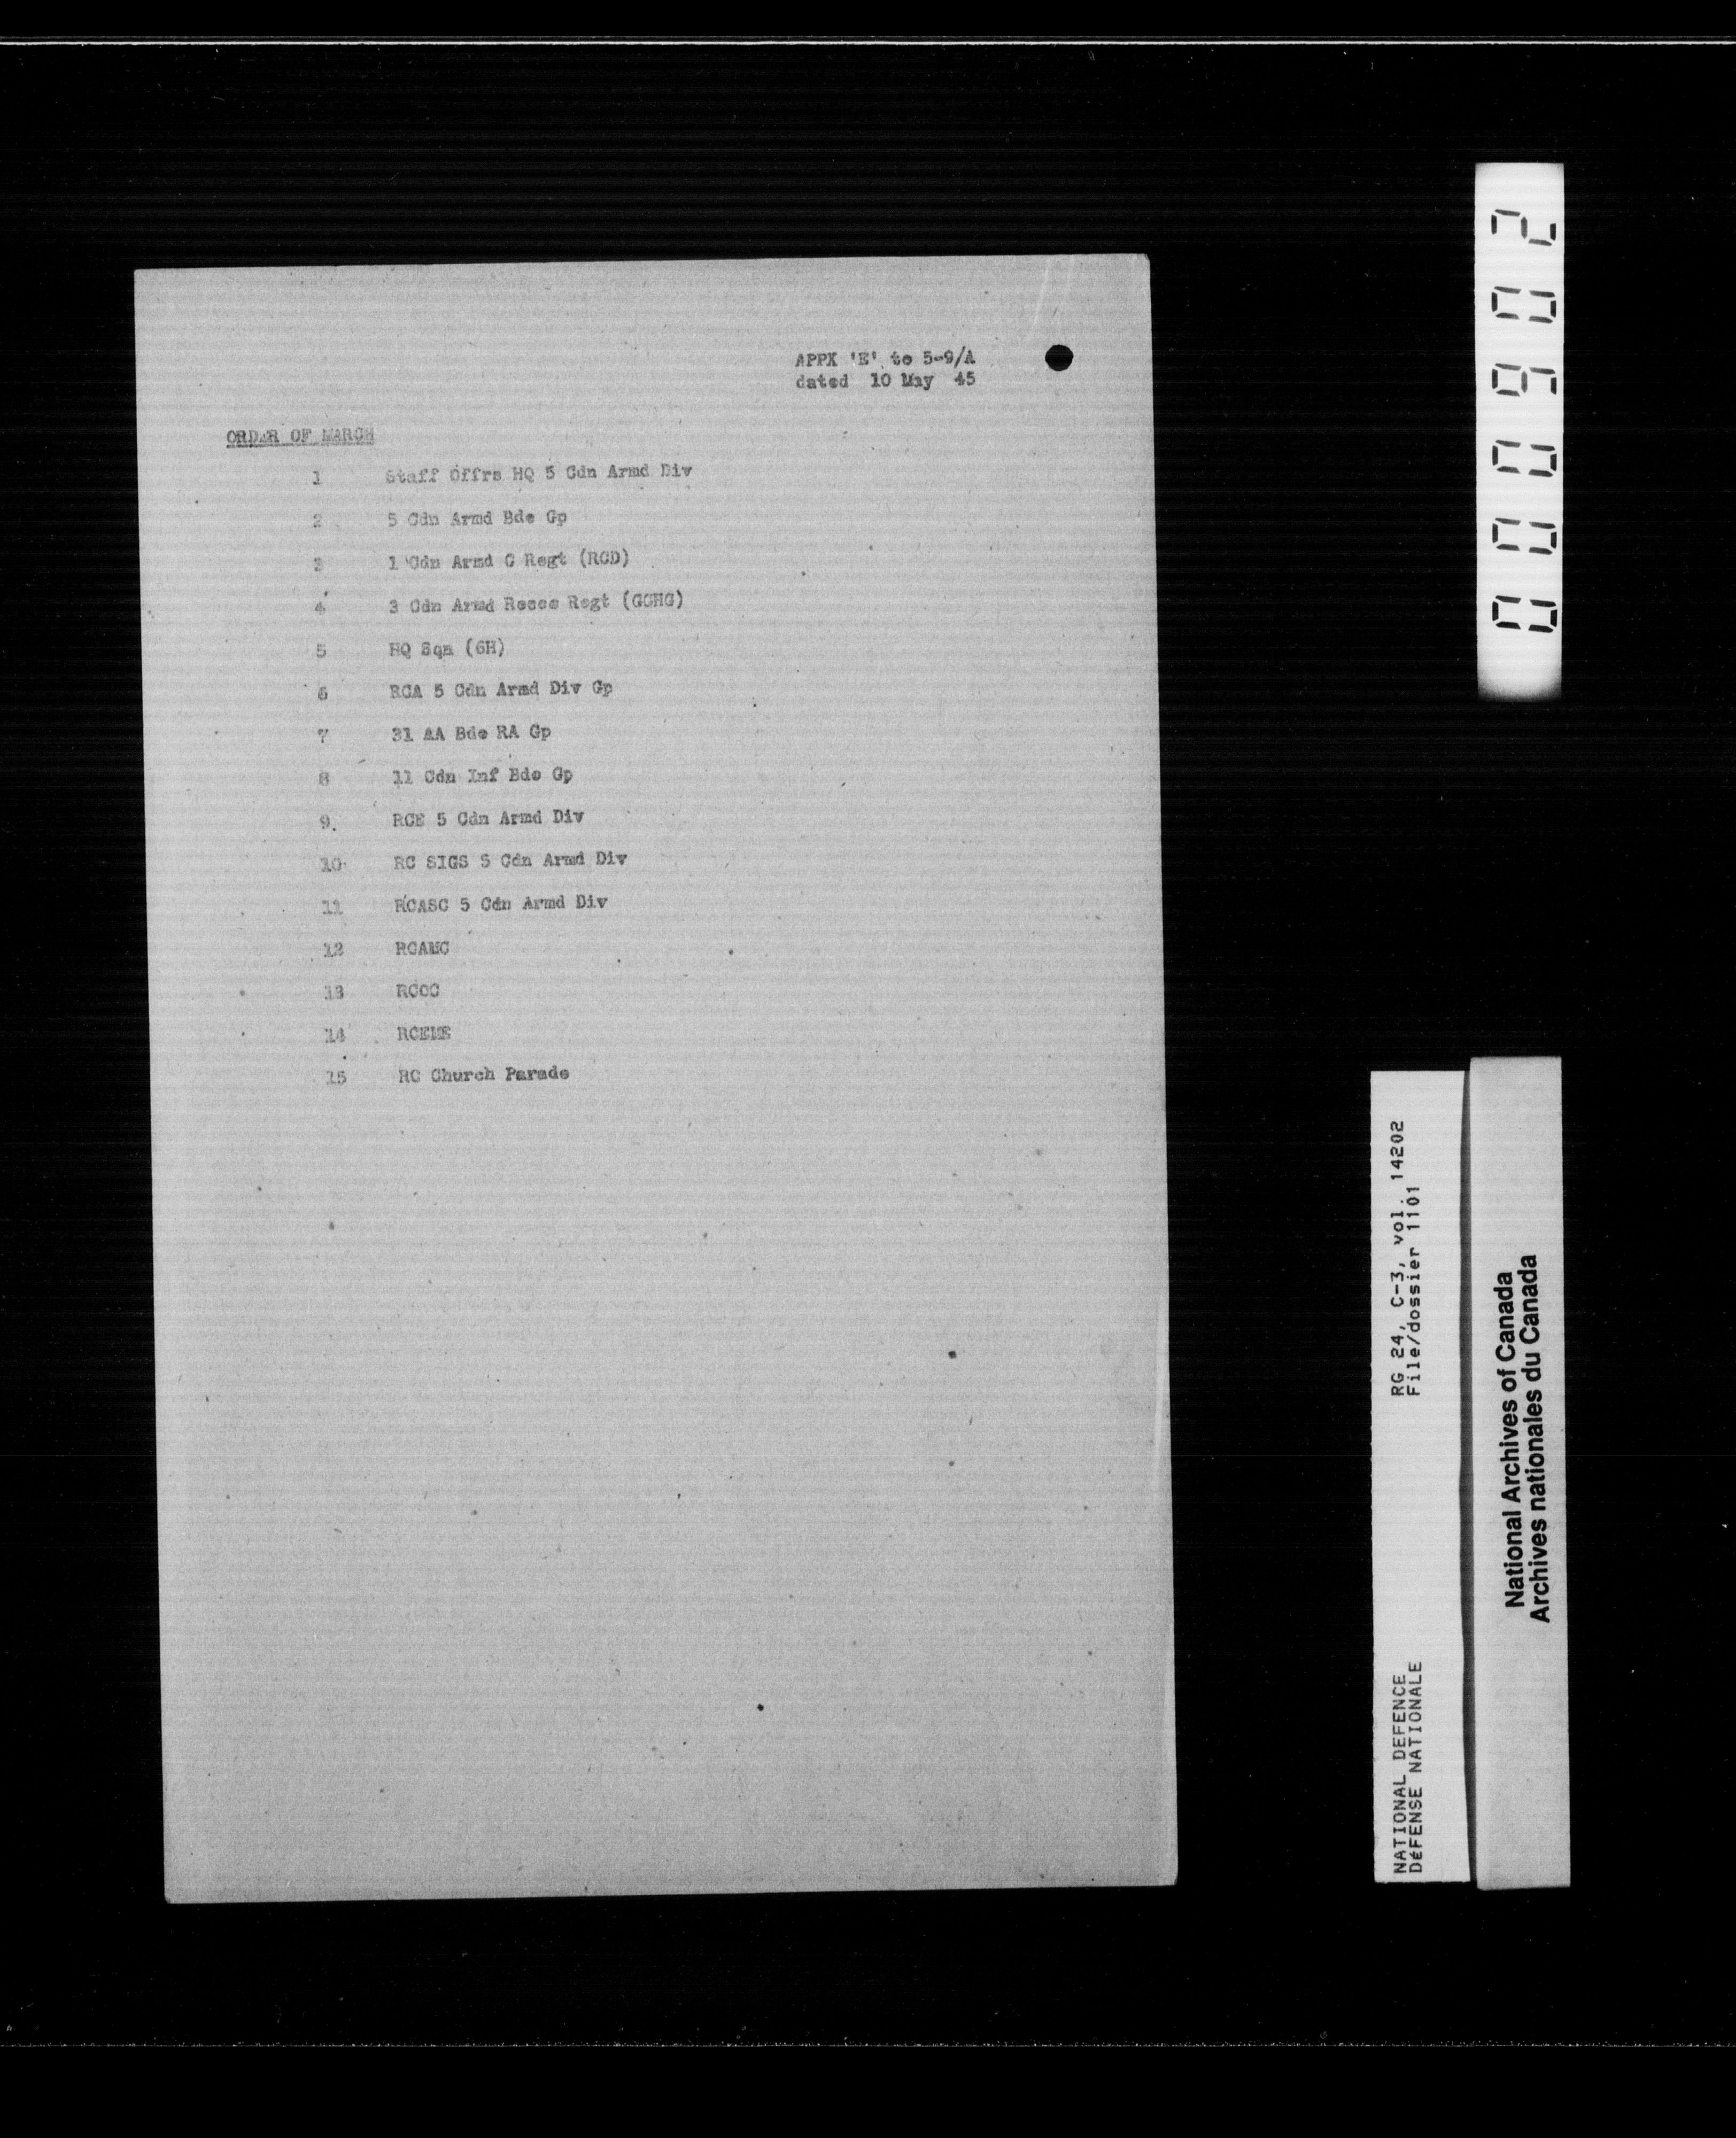 APPX 'E' to 5-9/A
dated 10 May 45
ORDER OF MARCH
1 Staff Offrs HQ 5 Cdn Armd Div
2 5 Cdn Armd Bde Gp
3 1 Cdn Armd C Regt (RCD)
4 3 Cdn Armd Recce Regt (GGHG)
5 HQ Sqn (6H)
6 RCA 5 Cdn Armd Div Gp
7 31 AA Bde RA Gp
8 11 Cdn Inf Bde Gp
9. RCE 5 Cdn Armd Div
10 RC SIGS 5 Cdn Armd Div
11 RCASC 5 Cdn Armd Div
12 RCAMC
13 RCOC
14 RCEME
15 RC Church Parade
000902
RG 24, C-3, vol. 14202
File/dossier 1101
NATIONAL DEFENCE
DÉFENSE NATIONALE
National Archives of Canada
Archives nationales du Canada